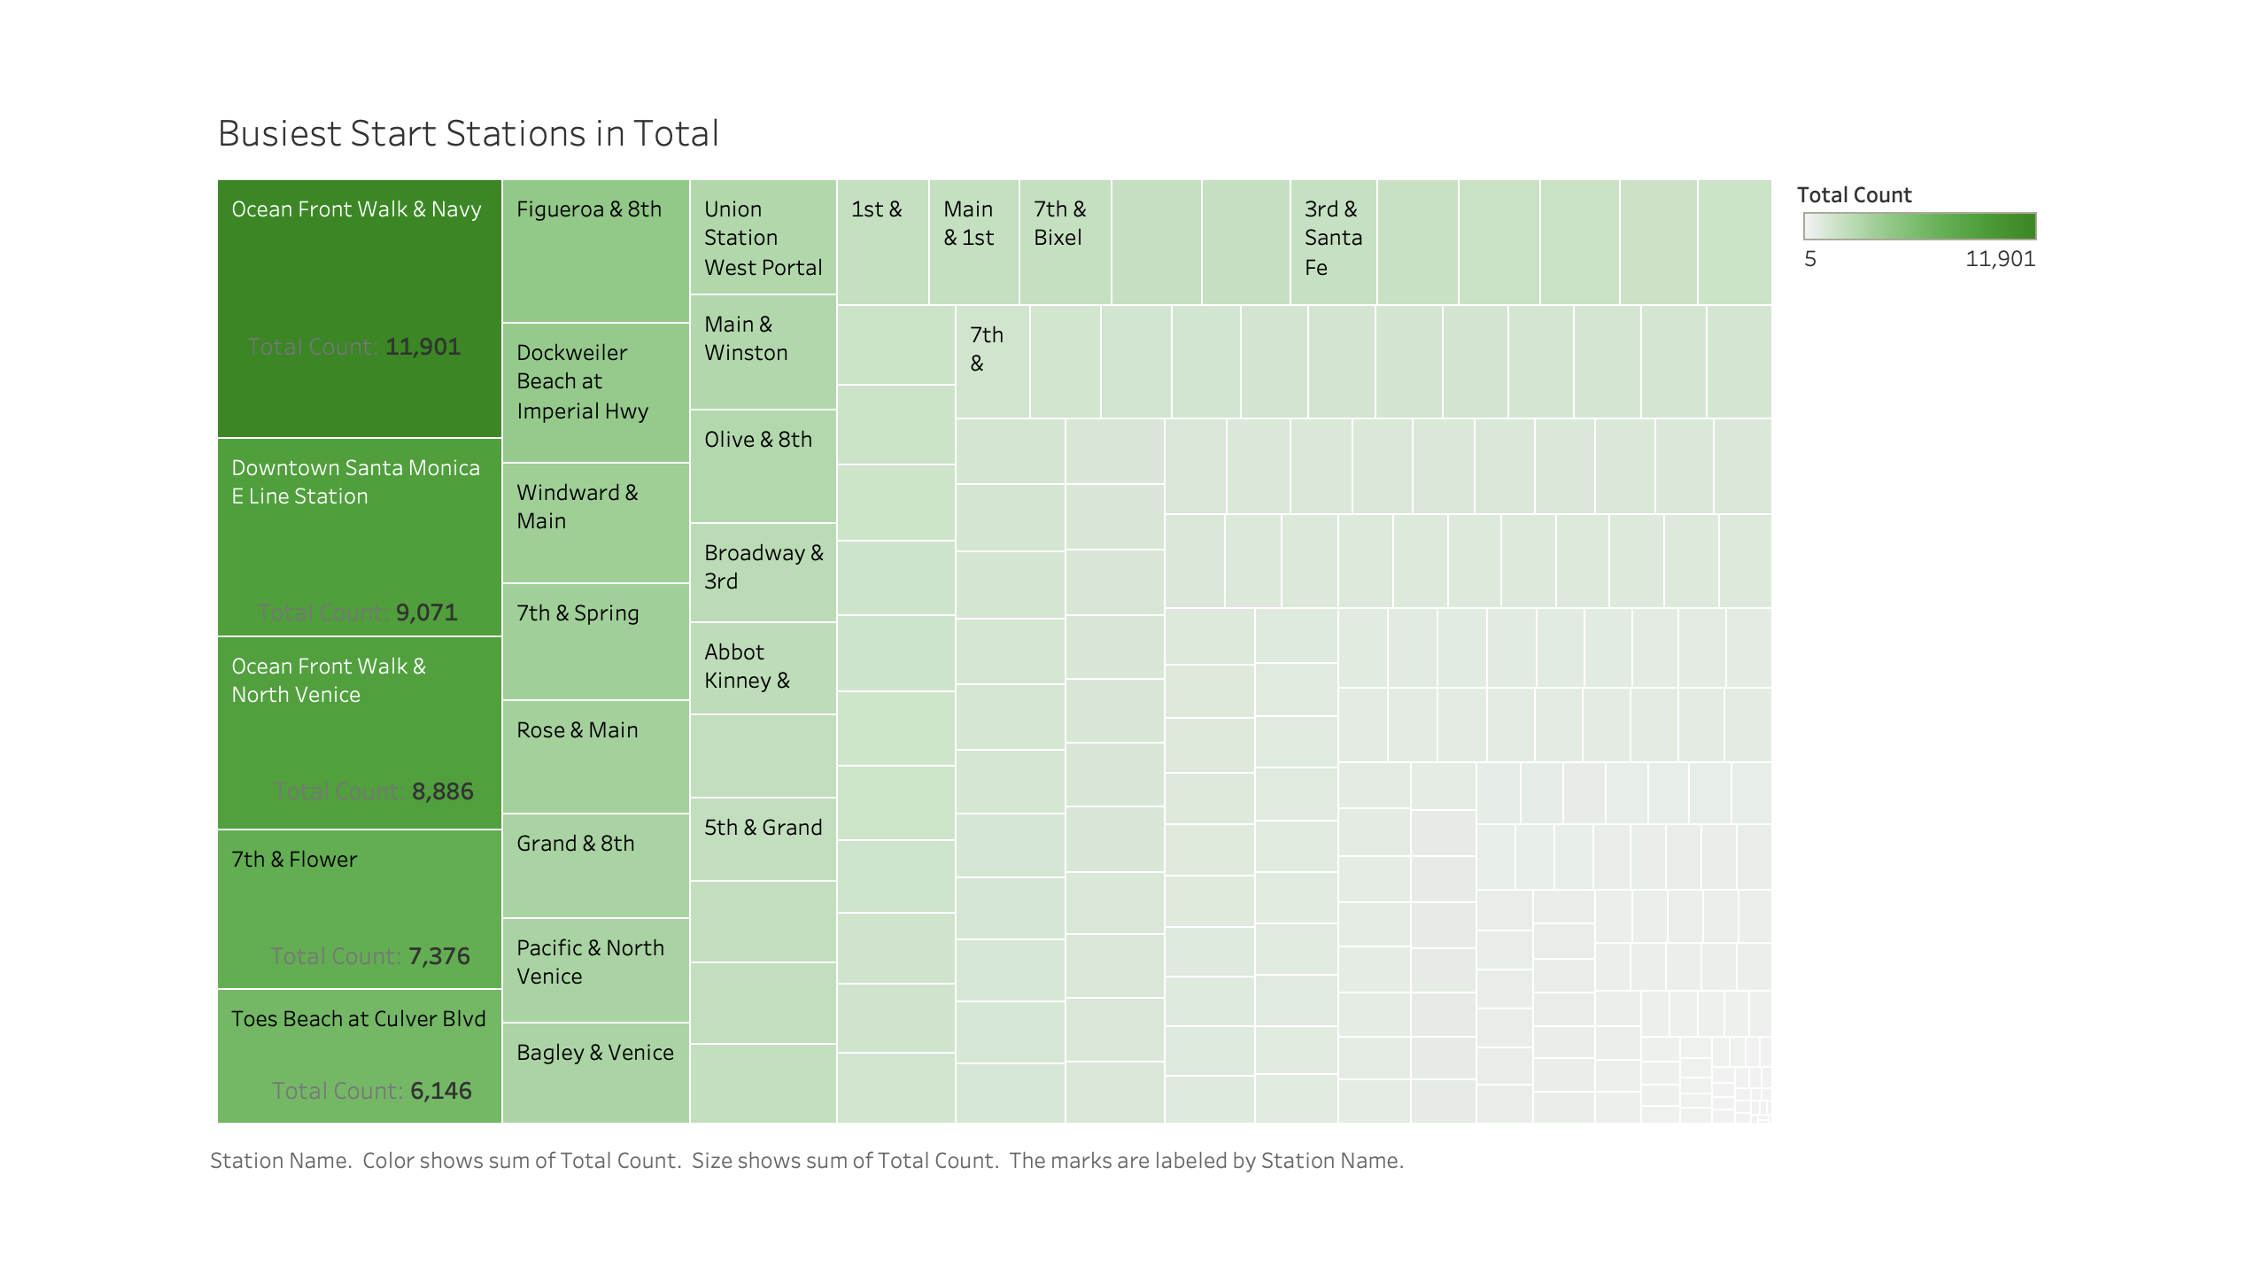 Busiest Start Stations in Total
Ocean Front Walk & Navy
Total Count: 11,901
Downtown Santa Monica
E Line Station
Total Count: 9,071
Ocean Front Walk &
North Venice
Total Count: 8,886
7th & Flower
Total Count: 7,376
Toes Beach at Culver Blvd
Total Count: 6,146
Figueroa & 8th
Dockweiler
Beach at
Imperial Hwy
Windward &
Main
7th & Spring
Rose & Main
Grand & 8th
Pacific & North
Venice
Bagley & Venice
Union
Station
West Portal
Main &
Winston
Olive & 8th
Broadway &
3rd
Abbot
Kinney &
5th & Grand
1st &
Main
& 1st
7th &
Bixel
3rd &
Santa
Fe
7th
&
Total Count
5
11,901
Station Name.  Color shows sum of Total Count.  Size shows sum of Total Count.  The marks are labeled by Station Name.